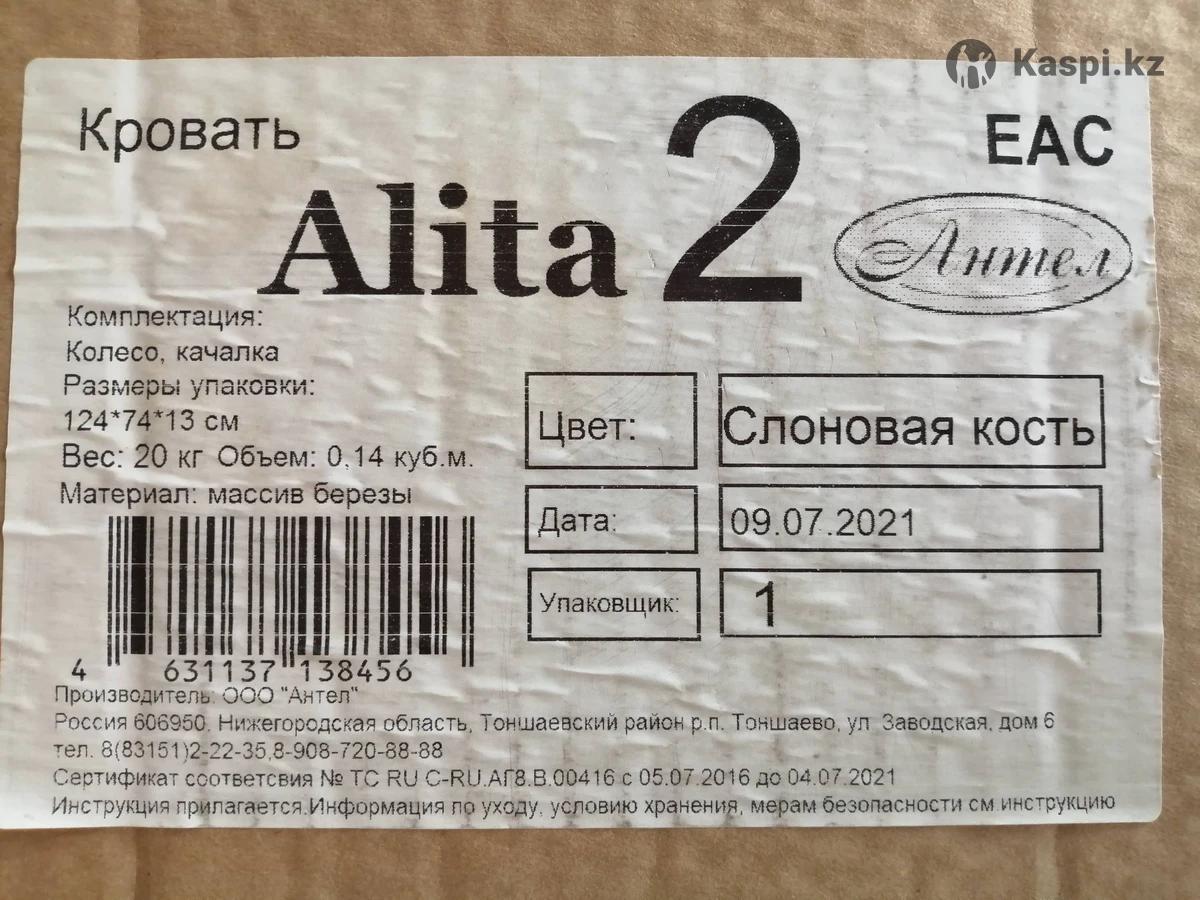 Kaspi.kz
Кровать
Alita 2
EAC
Антел
Комплектация:
Колесо, качалка
Размеры упаковки:
124*74*13 см
Вес: 20 кг Объем: 0,14 куб.м.
Материал: массив березы
Цвет: Слоновая кость
Дата: 09.07.2021
Упаковщик: 1
4 631137 138456
Производитель: ООО "Антел"
Россия 606950, Нижегородская область, Тоншаевский район р.п. Тоншаево, ул. Заводская, дом 6
тел. 8(83151)2-22-35,8-908-720-88-88
Сертификат соответсвия № ТС RU С-RU.АГ8.В.00416 с 05.07.2016 до 04.07.2021
Инструкция прилагается.Информация по уходу, условию хранения, мерам безопасности см.инструкцию